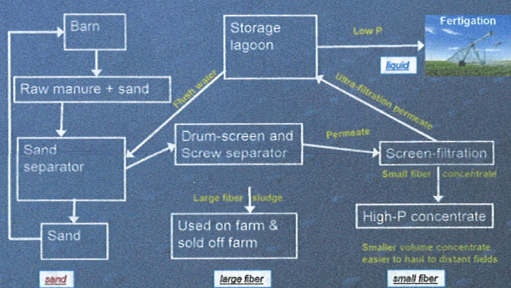 Barn
Storage
lagoon
Low P
Fertigation
liquid
Raw manure + sand
Flush water
Ultra-filtration permeate
Sand
separator
Drum-screen and
Screw separator
Permeate
Screen-filtration
Small fiber concentrate
Large fiber sludge
High-P concentrate
Used on farm &
sold off farm
Sand
Smaller volume concentrate
easier to haul to distant fields
sand
large fiber
small fiber